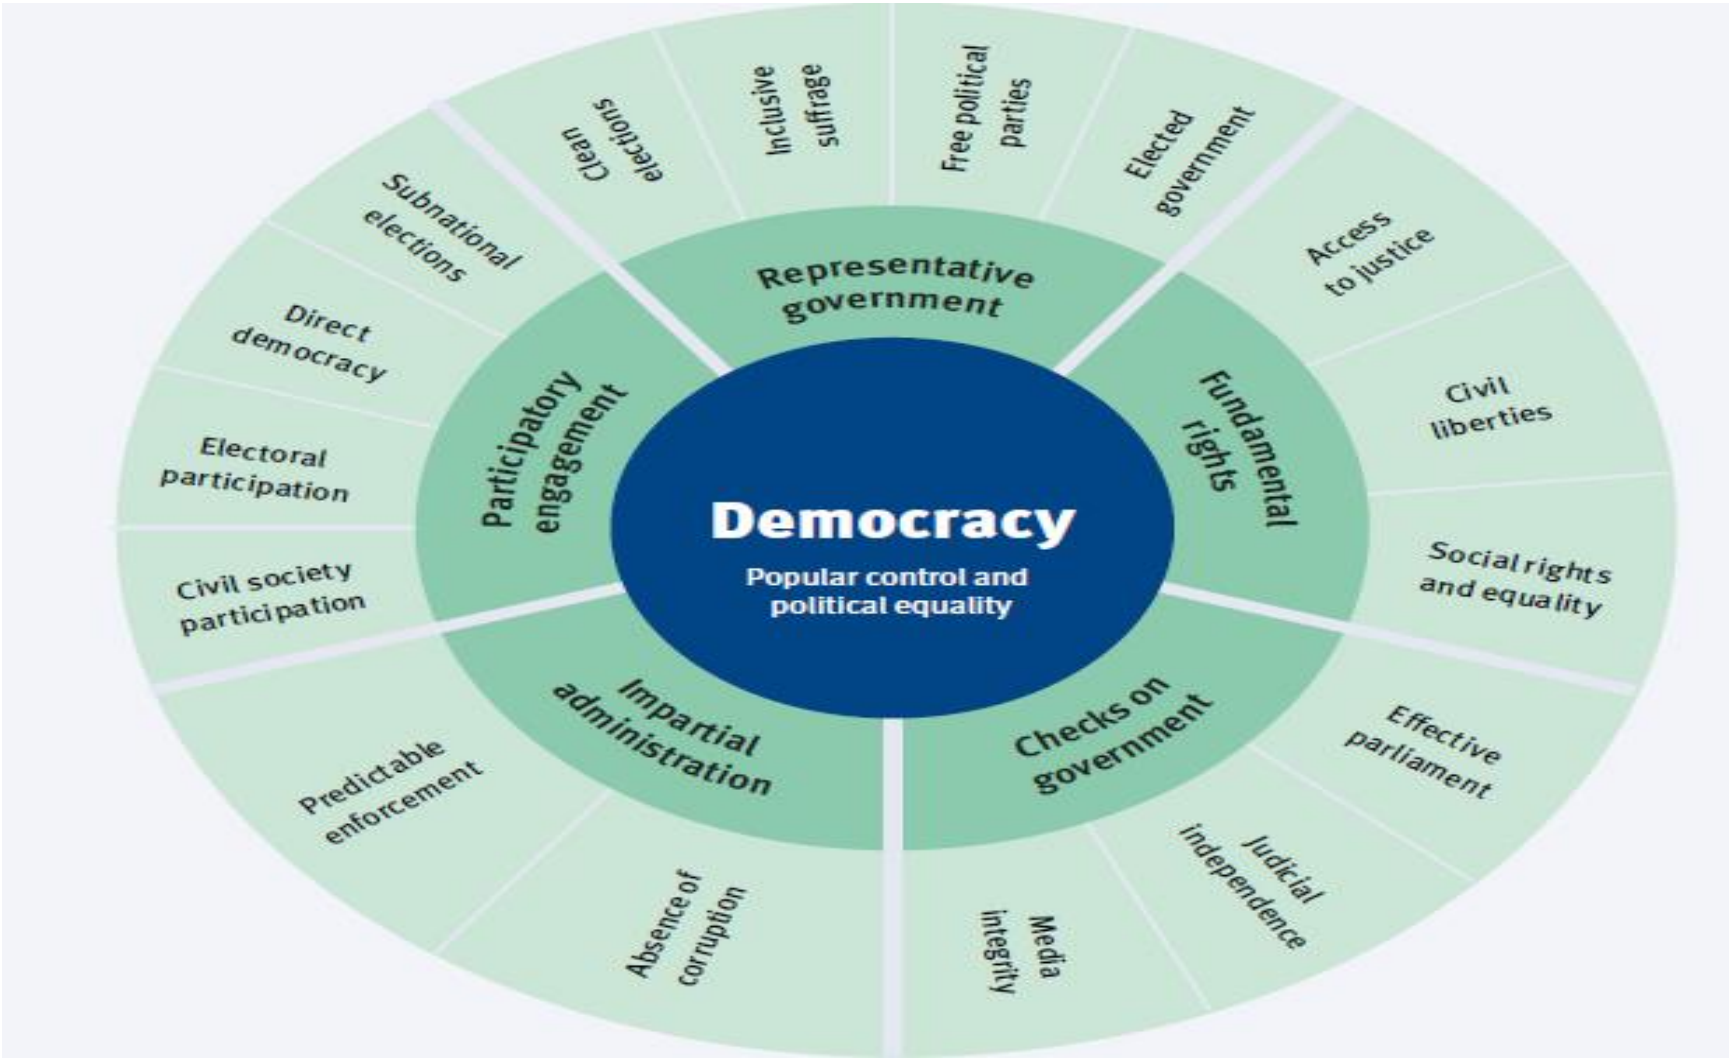 Democracy
Popular control and
political equality
Representative
government
Clean
elections
Inclusive
suffrage
Free political
parties
Elected
government
Fundamental
rights
Access
to justice
Civil
liberties
Social rights
and equality
Checks on
government
Effective
parliament
Judicial
independence
Media
integrity
Impartial
administration
Absence of
corruption
Predictable
enforcement
Participatory
engagement
Civil society
participation
Electoral
participation
Direct
democracy
Subnational
elections